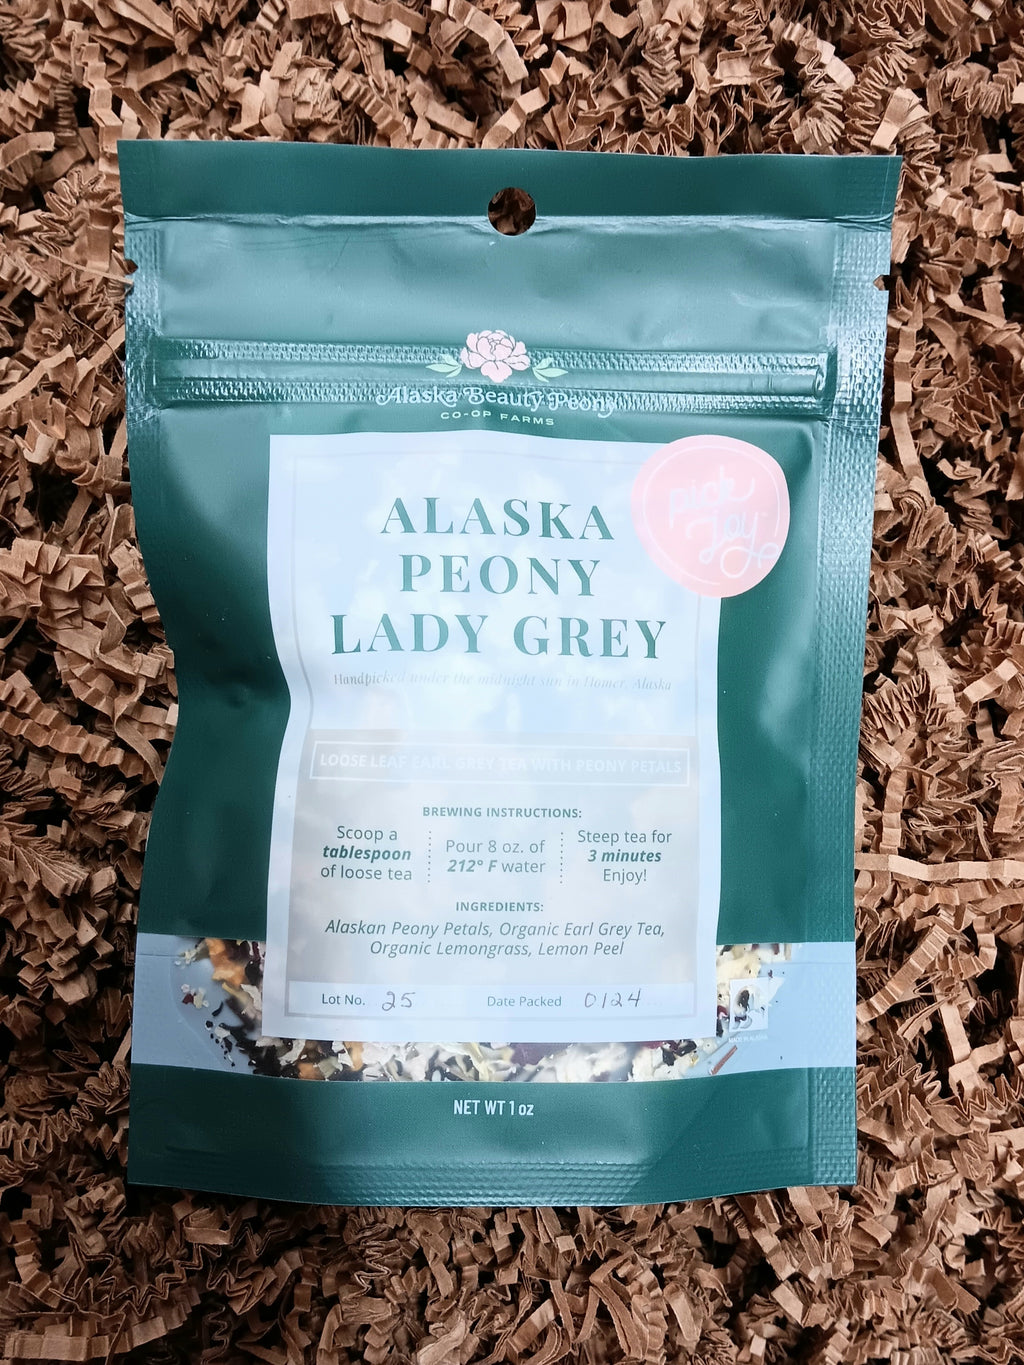 Alaska Beauty Peony
CO-OP FARMS
pick
Joy
ALASKA
PEONY
LADY GREY
Handpicked under the midnight sun in Homer, Alaska
LOOSE LEAF EARL GREY TEA WITH PEONY PETALS
BREWING INSTRUCTIONS:
Scoop a
tablespoon
of loose tea
Pour 8 oz. of
212° F water
Steep tea for
3 minutes
Enjoy!
INGREDIENTS:
Alaskan Peony Petals, Organic Earl Grey Tea,
Organic Lemongrass, Lemon Peel
Lot No. 25 Date Packed 0124
MADE IN ALASKA
NET WT 1 oz